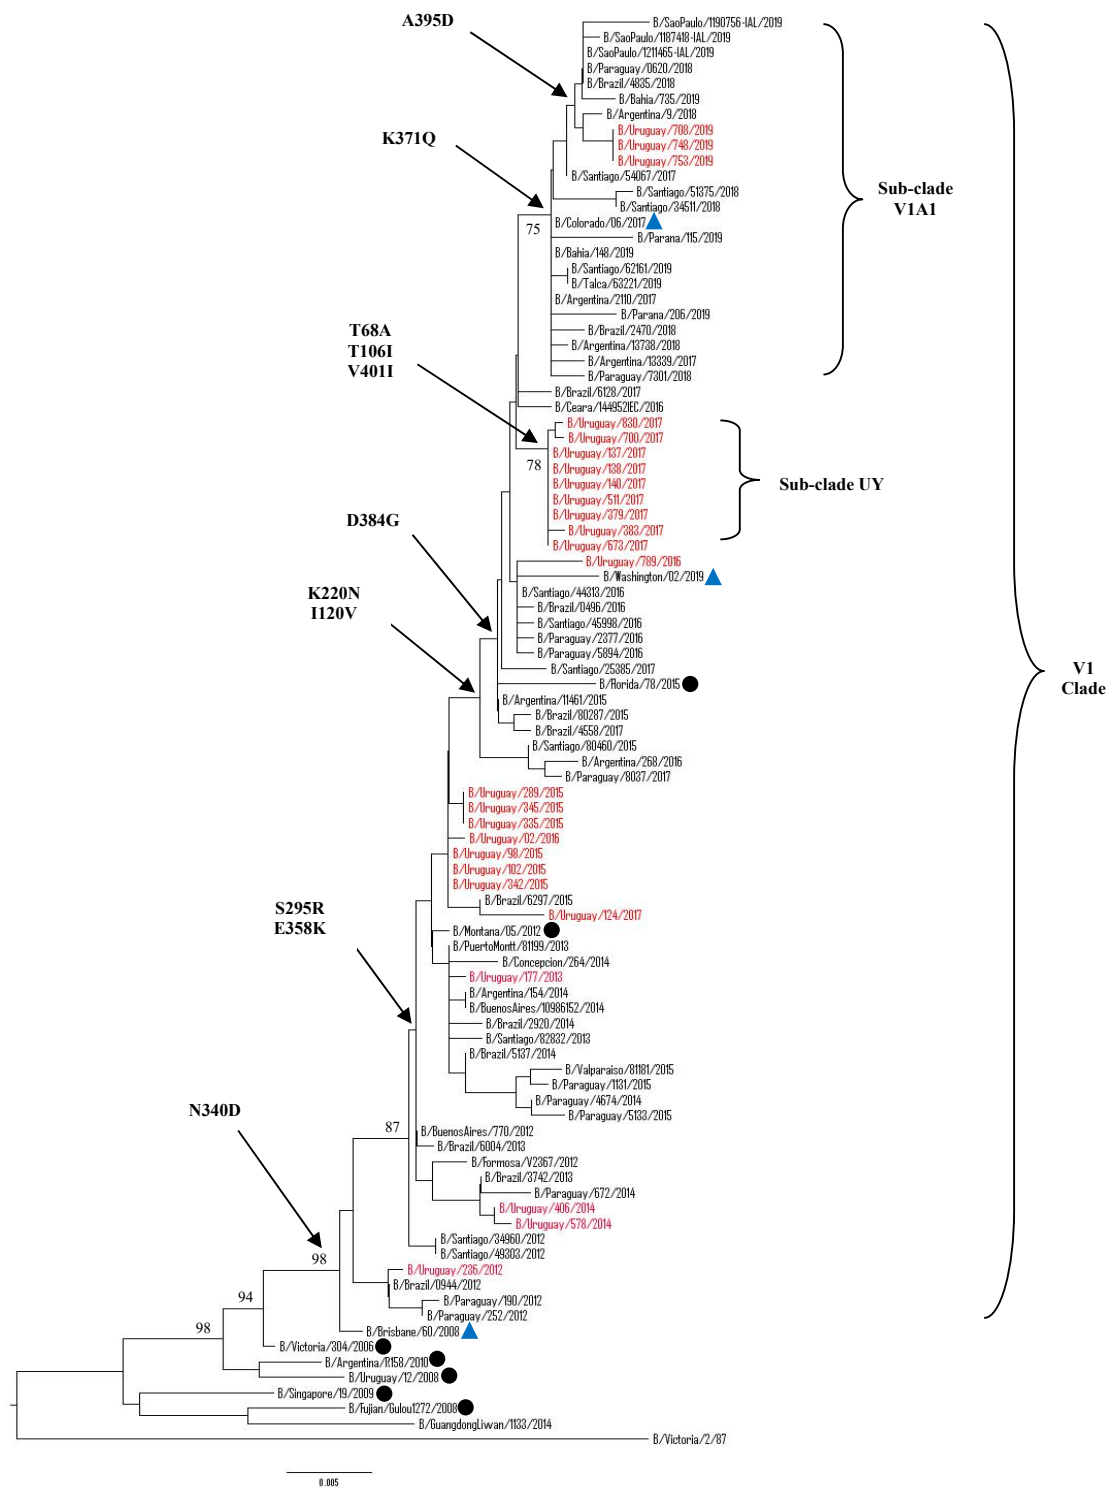 A395D
B/SaoPaulo/1190756-IAL/2019
B/SaoPaulo/1187418-IAL/2019
B/SaoPaulo/1211465-IAL/2019
B/Paraguay/0620/2018
B/Brazil/4835/2018
B/Bahia/735/2019
B/Argentina/9/2018
K371Q
B/Uruguay/708/2019
B/Uruguay/748/2019
B/Uruguay/753/2019
B/Santiago/54067/2017
B/Santiago/51375/2018
B/Santiago/34511/2018
Sub-clade
V1A1
75
B/Colorado/06/2017
B/Parana/115/2019
B/Bahia/148/2019
B/Santiago/62161/2019
B/Talca/63221/2019
B/Argentina/2110/2017
B/Parana/206/2019
B/Brazil/2470/2018
B/Argentina/13738/2018
B/Argentina/13339/2017
B/Paraguay/7301/2018
T68A
T106I
V401I
B/Brazil/6128/2017
B/Ceara/144952IEC/2016
B/Uruguay/830/2017
B/Uruguay/700/2017
B/Uruguay/137/2017
78
B/Uruguay/138/2017
B/Uruguay/140/2017
Sub-clade UY
B/Uruguay/511/2017
B/Uruguay/379/2017
B/Uruguay/383/2017
B/Uruguay/673/2017
D384G
B/Uruguay/789/2016
B/Washington/02/2019
B/Santiago/44313/2016
K220N
I120V
B/Brazil/0496/2016
B/Santiago/45998/2016
B/Paraguay/2377/2016
B/Paraguay/5894/2016
B/Santiago/25385/2017
V1
Clade
B/Florida/78/2015
B/Argentina/11461/2015
B/Brazil/80287/2015
B/Brazil/4558/2017
B/Santiago/80460/2015
B/Argentina/268/2016
B/Paraguay/8037/2017
B/Uruguay/289/2015
B/Uruguay/345/2015
B/Uruguay/335/2015
B/Uruguay/02/2016
B/Uruguay/98/2015
B/Uruguay/102/2015
B/Uruguay/342/2015
B/Brazil/6297/2015
B/Uruguay/124/2017
S295R
E358K
B/Montana/05/2012
B/PuertoMontt/81199/2013
B/Concepcion/264/2014
B/Uruguay/177/2013
B/Argentina/154/2014
B/BuenosAires/10986152/2014
B/Brazil/2920/2014
B/Santiago/82832/2013
B/Brazil/5137/2014
B/Valparaiso/81181/2015
B/Paraguay/1131/2015
B/Paraguay/4674/2014
B/Paraguay/5133/2015
N340D
87
B/BuenosAires/770/2012
B/Brazil/6004/2013
B/Formosa/V2367/2012
B/Brazil/3742/2013
B/Paraguay/672/2014
B/Uruguay/406/2014
B/Uruguay/578/2014
B/Santiago/34960/2012
B/Santiago/49303/2012
98
B/Uruguay/236/2012
B/Brazil/0944/2012
94
B/Paraguay/190/2012
B/Paraguay/252/2012
98
B/Brisbane/60/2008
B/Victoria/304/2006
B/Argentina/R158/2010
B/Uruguay/12/2008
B/Singapore/19/2009
B/Fujian/Gulou1272/2008
B/GuangdongLiwan/1133/2014
B/Victoria/2/87
0.005